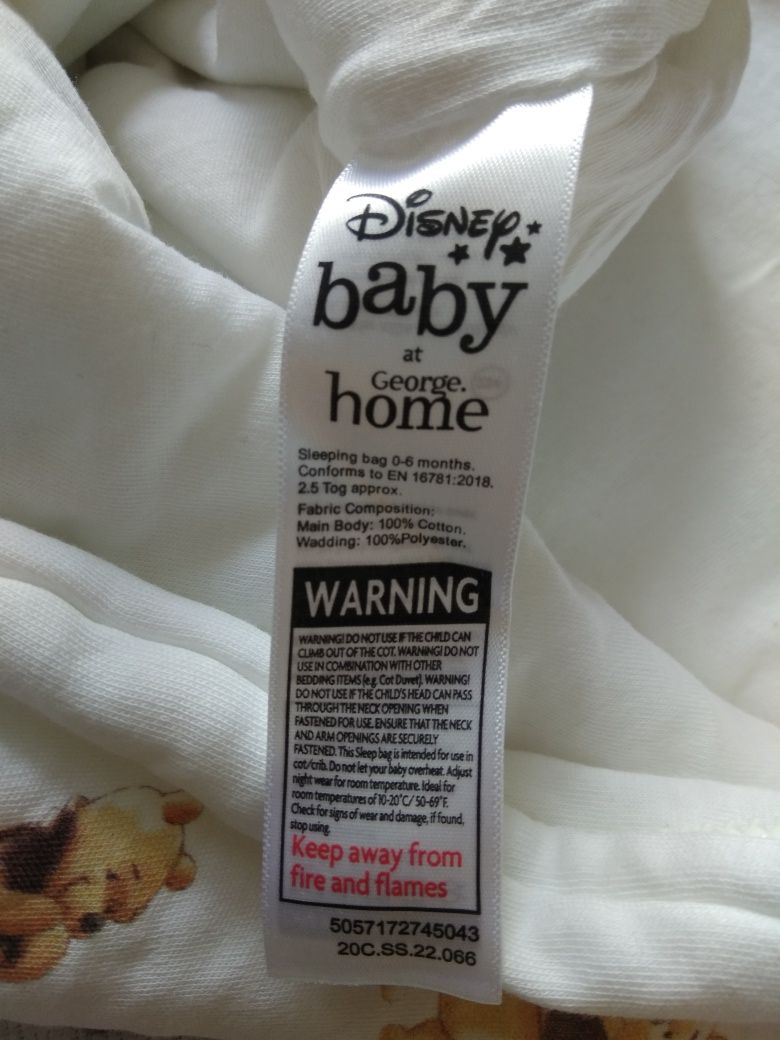 Disney
baby
at
George.
home
Sleeping bag 0-6 months.
Conforms to EN 16781:2018.
2.5 Tog approx.
Fabric Composition:
Main Body: 100% Cotton.
Wadding: 100%Polyester.
WARNING
WARNING! DO NOT USE IF THE CHILD CAN
CLIMB OUT OF THE COT. WARNING! DO NOT
USE IN COMBINATION WITH OTHER
BEDDING ITEMS (e.g. Cot Duvet). WARNING!
DO NOT USE IF THE CHILD'S HEAD CAN PASS
THROUGH THE NECK OPENING WHEN
FASTENED FOR USE. ENSURE THAT THE NECK
AND ARM OPENINGS ARE SECURELY
FASTENED. This Sleep bag is intended for use in
cot/crib. Do not let your baby overheat. Adjust
night wear for room temperature. Ideal for
room temperatures of 10-20˚C/ 50-69˚F.
Check for signs of wear and damage, if found,
stop using.
Keep away from
fire and flames
5057172745043
20C.SS.22.066